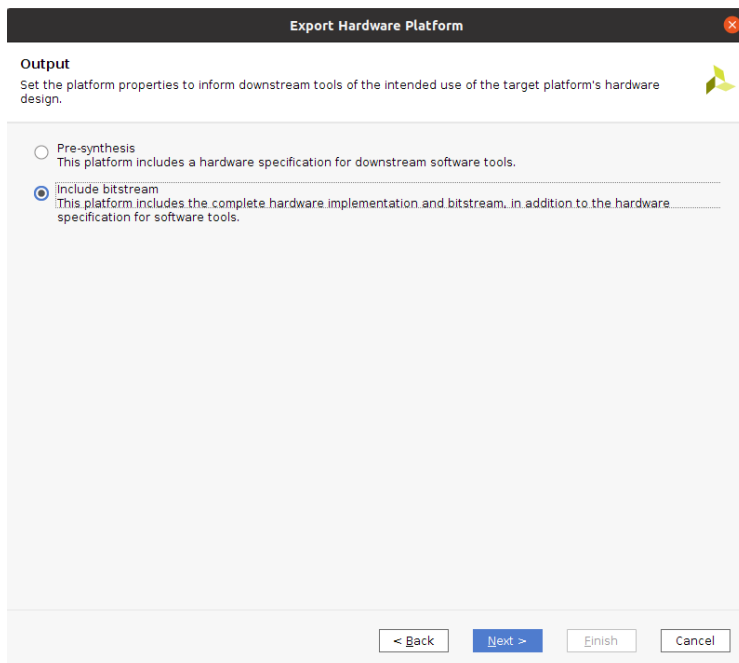 Export Hardware Platform
Output
Set the platform properties to inform downstream tools of the intended use of the target platform's hardware
design.
Pre-synthesis
This platform includes a hardware specification for downstream software tools.
Include bitstream
This platform includes the complete hardware implementation and bitstream, in addition to the hardware
specification for software tools.
< Back
Next >
Finish
Cancel